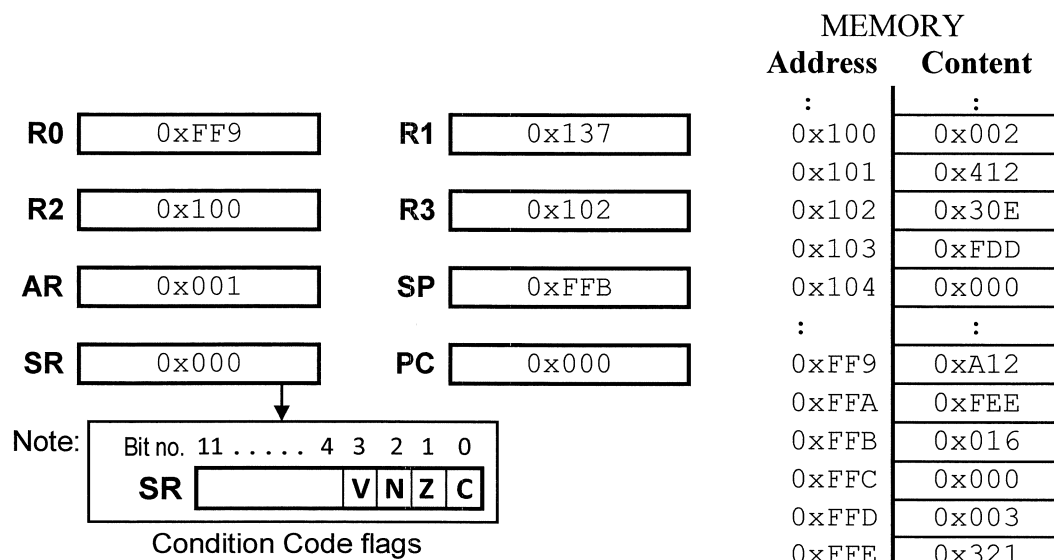 MEMORY
Address Content
: :
R0 0xFF9 R1 0x137 0x100 0x002
0x101 0x412
R2 0x100 R3 0x102 0x102 0x30E
0x103 0xFDD
AR 0x001 SP 0xFFB 0x104 0x000
: :
SR 0x000 PC 0x000 0xFF9 0xA12
0xFFA 0xFEE
Note: Bit no. 11 ..... 4 3 2 1 0 0xFFB 0x016
SR V N Z C 0xFFC 0x000
0xFFD 0x003
Condition Code flags 0xFFE 0x321